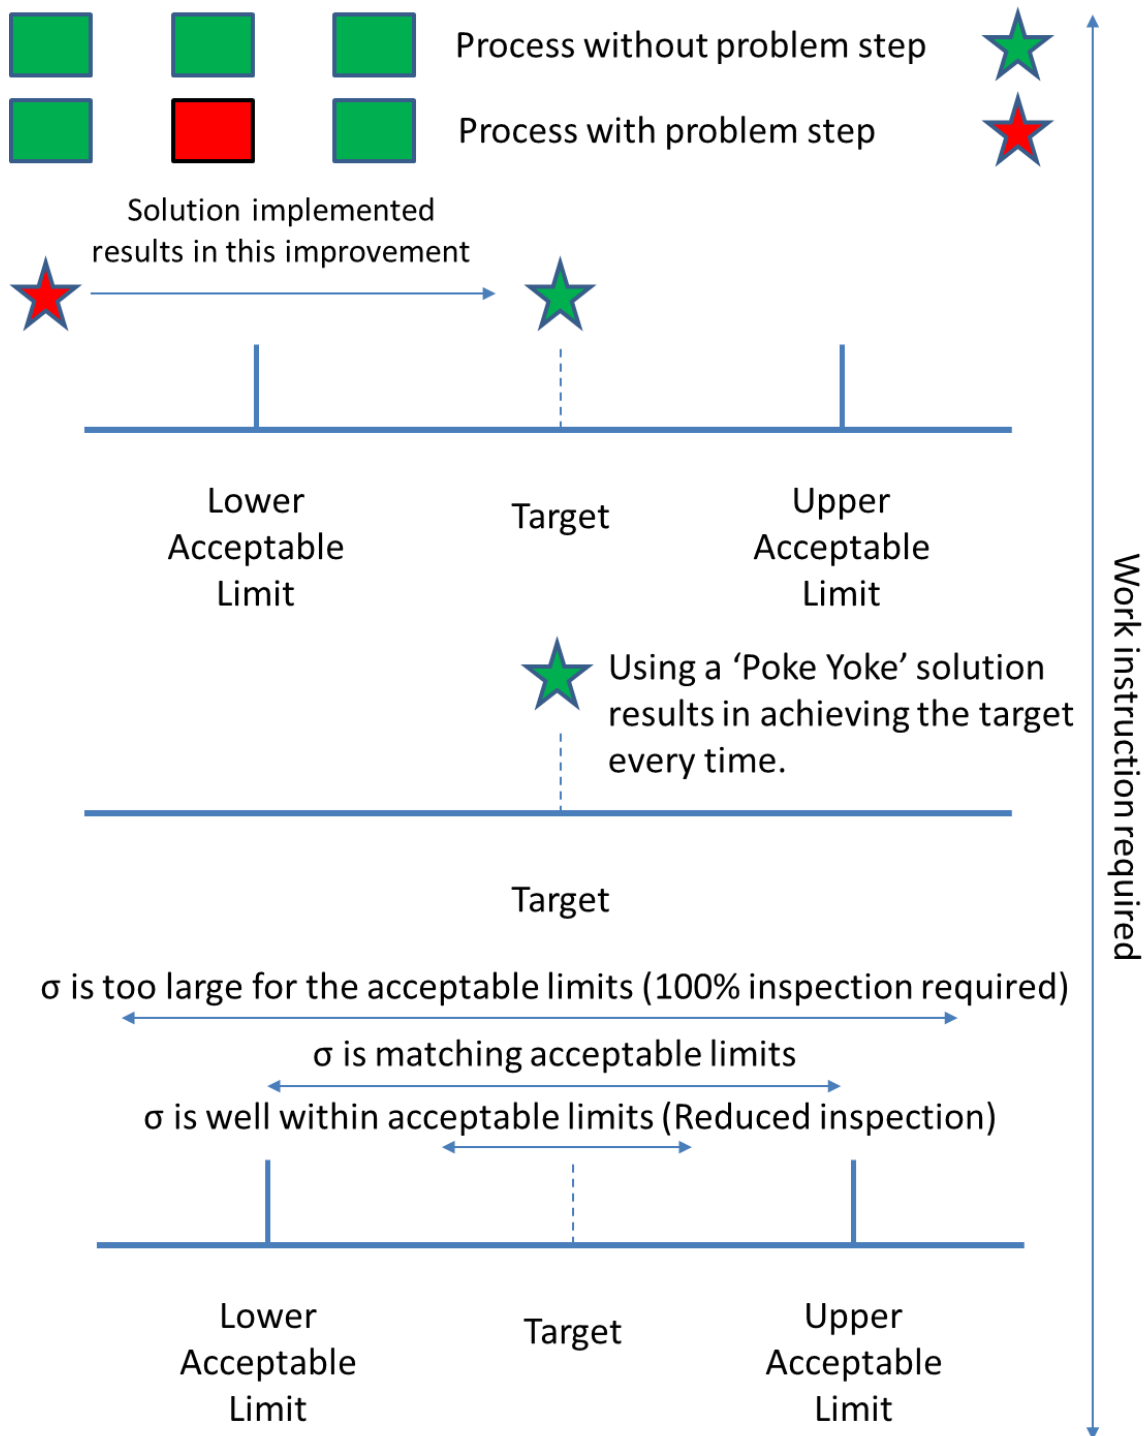 Process without problem step
Process with problem step
Solution implemented
results in this improvement
Lower
Acceptable
Limit
Target
Upper
Acceptable
Limit
Using a ‘Poke Yoke’ solution
results in achieving the target
every time.
Target
σ is too large for the acceptable limits (100% inspection required)
σ is matching acceptable limits
σ is well within acceptable limits (Reduced inspection)
Lower
Acceptable
Limit
Target
Upper
Acceptable
Limit
Work instruction required